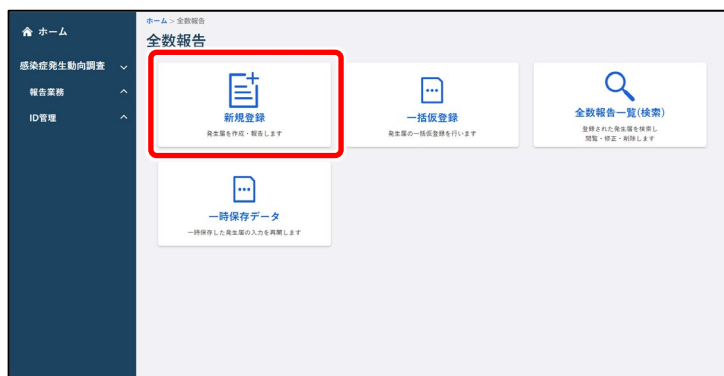 ホーム
感染症発生動向調査
報告業務
ID管理
ホーム > 全数報告
全数報告
新規登録
発生届を作成・報告します
一括仮登録
発生届の一括仮登録を行います
全数報告一覧(検索)
登録された発生届を検索し
閲覧・修正・削除します
一時保存データ
一時保存した発生届の入力を再開します